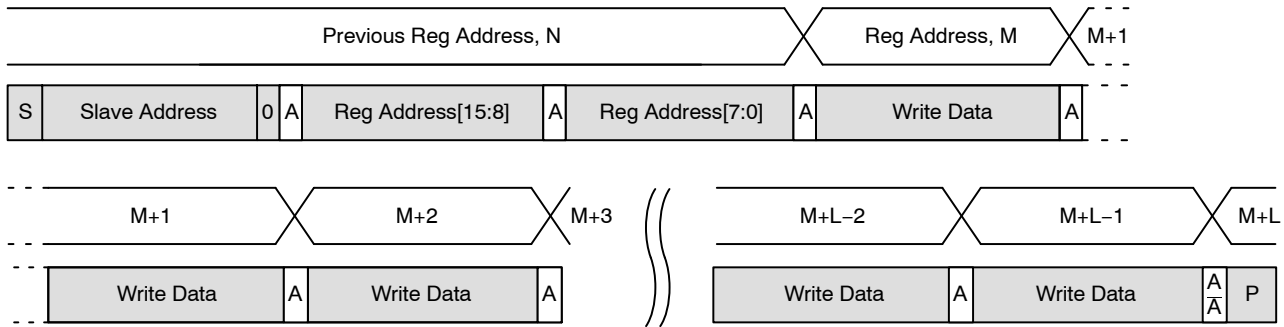 Previous Reg Address, N Reg Address, M M+1
S Slave Address 0 A Reg Address[15:8] A Reg Address[7:0] A Write Data A
M+1 M+2 M+3 M+L−2 M+L−1 M+L
Write Data A Write Data A Write Data A Write Data A P
A̅